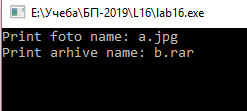 E:\Учеба\БП-2019\L16\lab16.exe
Print foto name: a.jpg
Print arhive name: b.rar